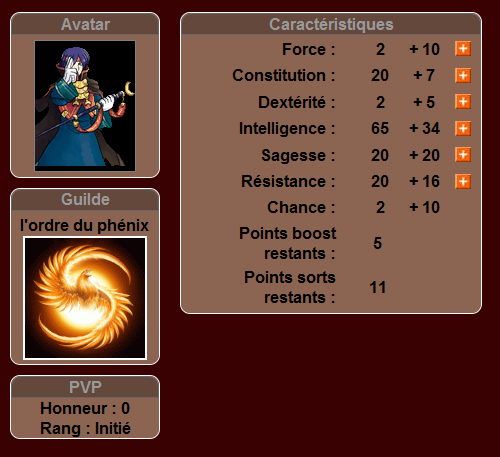 Avatar
Guilde
l'ordre du phénix
PVP
Honneur : 0
Rang : Initié
Caractéristiques
Force : 2 + 10
Constitution : 20 + 7
Dextérité : 2 + 5
Intelligence : 65 + 34
Sagesse : 20 + 20
Résistance : 20 + 16
Chance : 2 + 10
Points boost
restants : 5
Points sorts
restants : 11